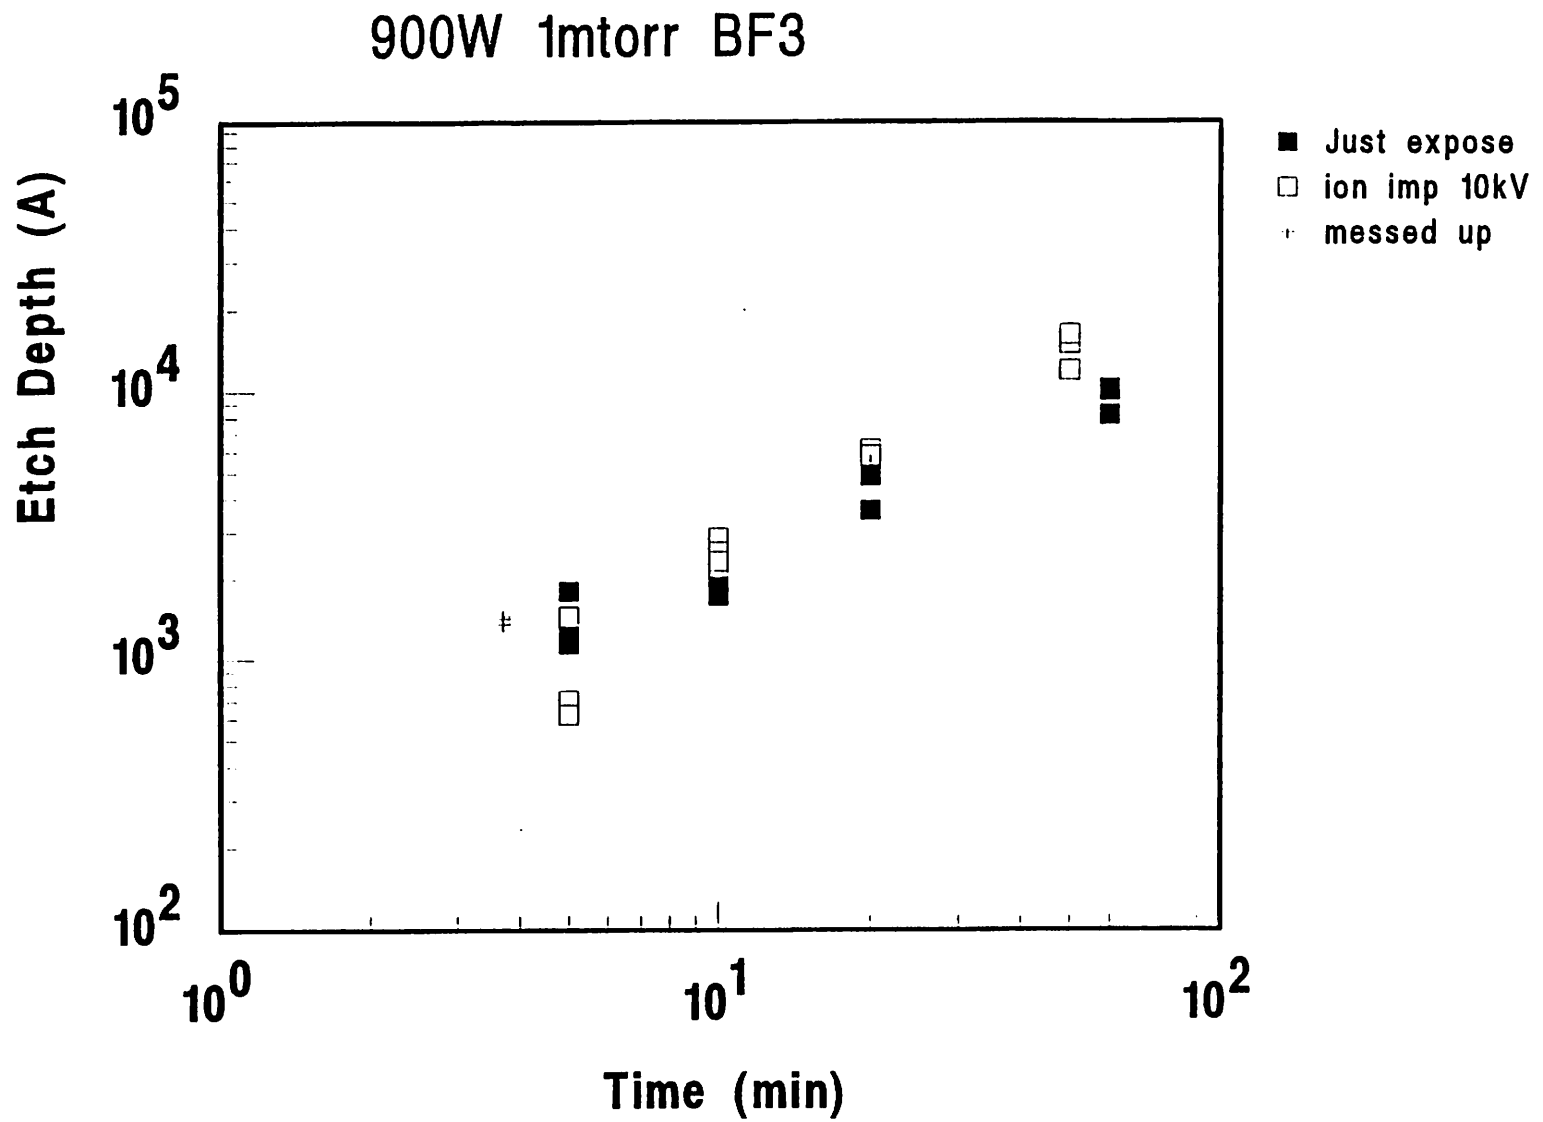 900W 1mtorr BF3
10^5
10^4
10^3
10^2
Etch Depth (A)
Just expose
ion imp 10kV
messed up
10^0 10^1 10^2
Time (min)